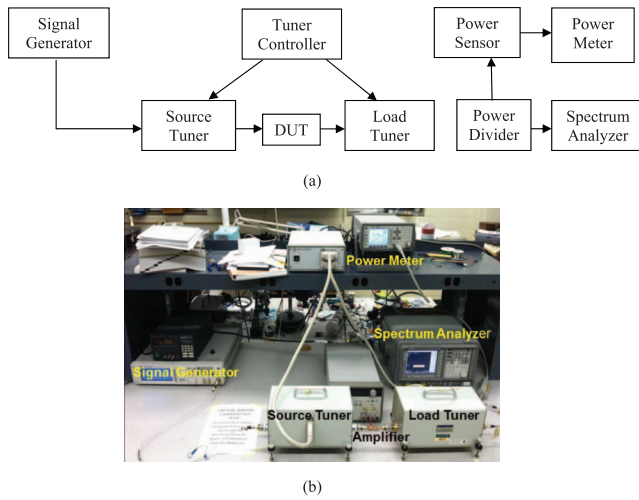 Signal
Generator
Tuner
Controller
Power
Sensor
Power
Meter
Source
Tuner
DUT
Load
Tuner
Power
Divider
Spectrum
Analyzer
(a)
Power Meter
Spectrum Analyzer
Signal Generator
Source Tuner
Load Tuner
Amplifier
(b)